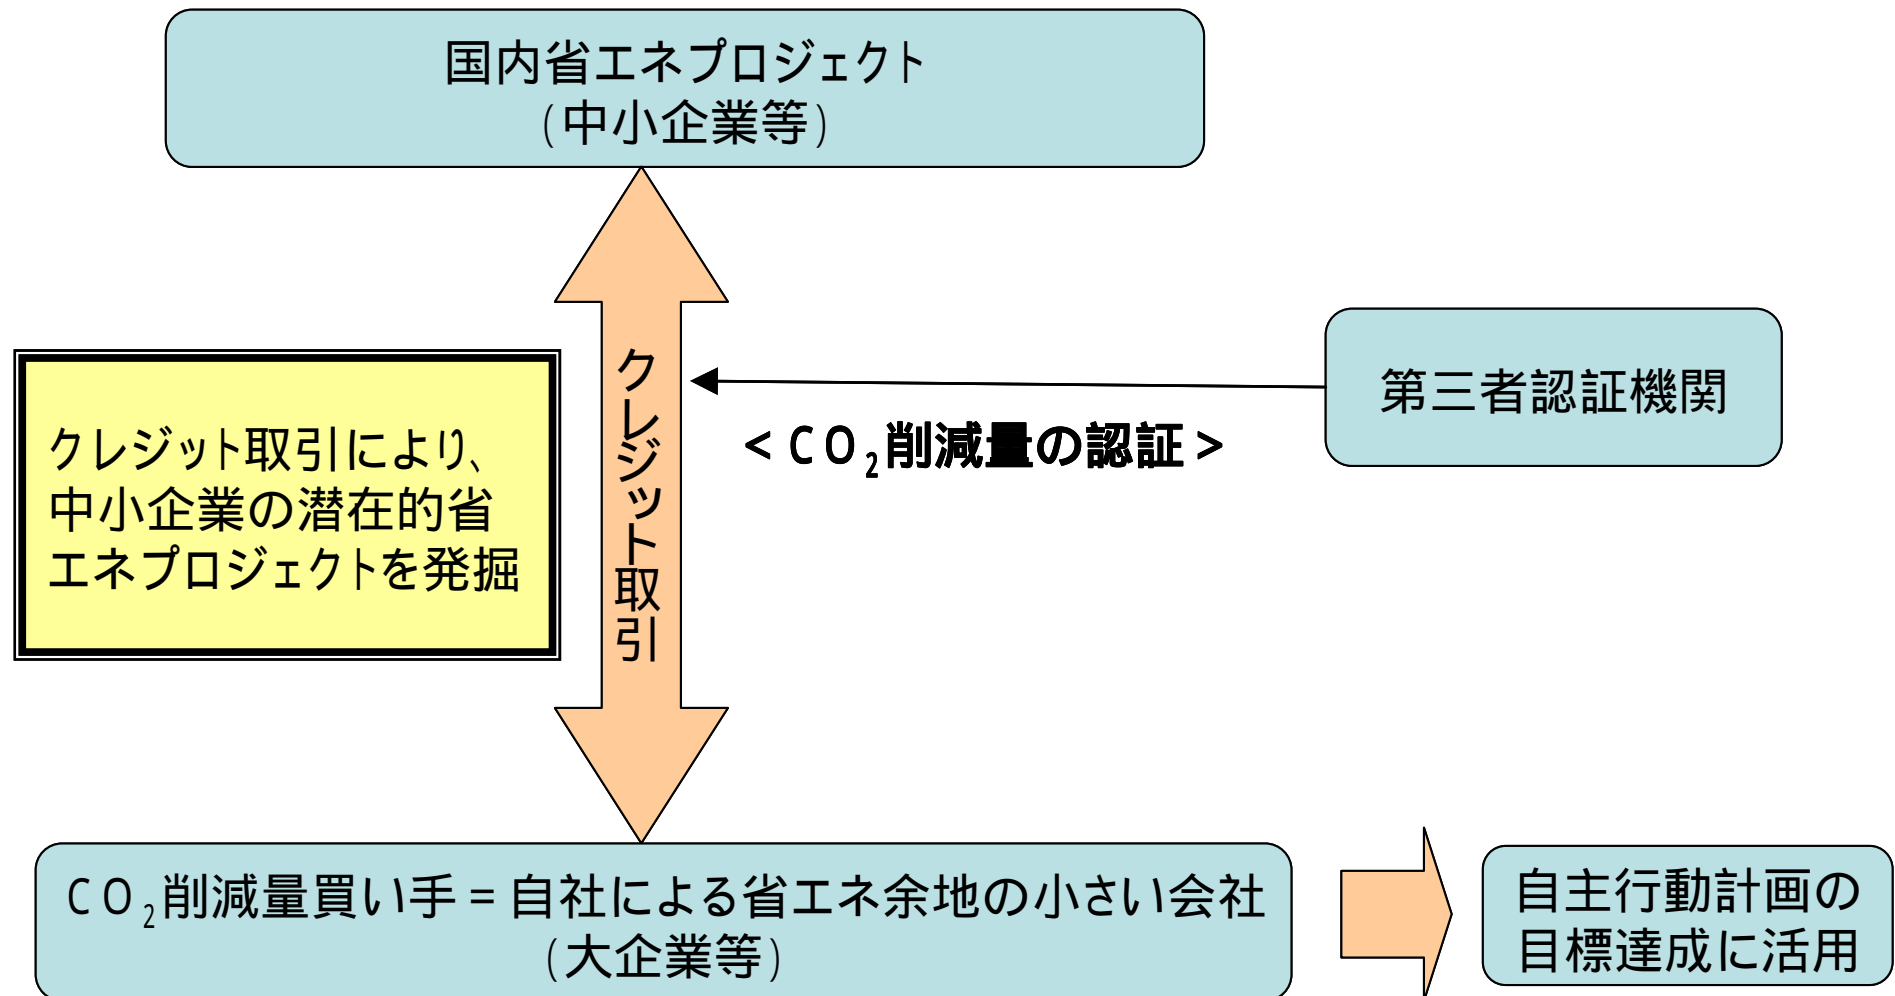 国内省エネプロジェクト
(中小企業等)
クレジット取引
第三者認証機関
<CO₂削減量の認証>
クレジット取引により、
中小企業の潜在的省
エネプロジェクトを発掘
CO₂削減量買い手=自社による省エネ余地の小さい会社
(大企業等)
自主行動計画の
目標達成に活用